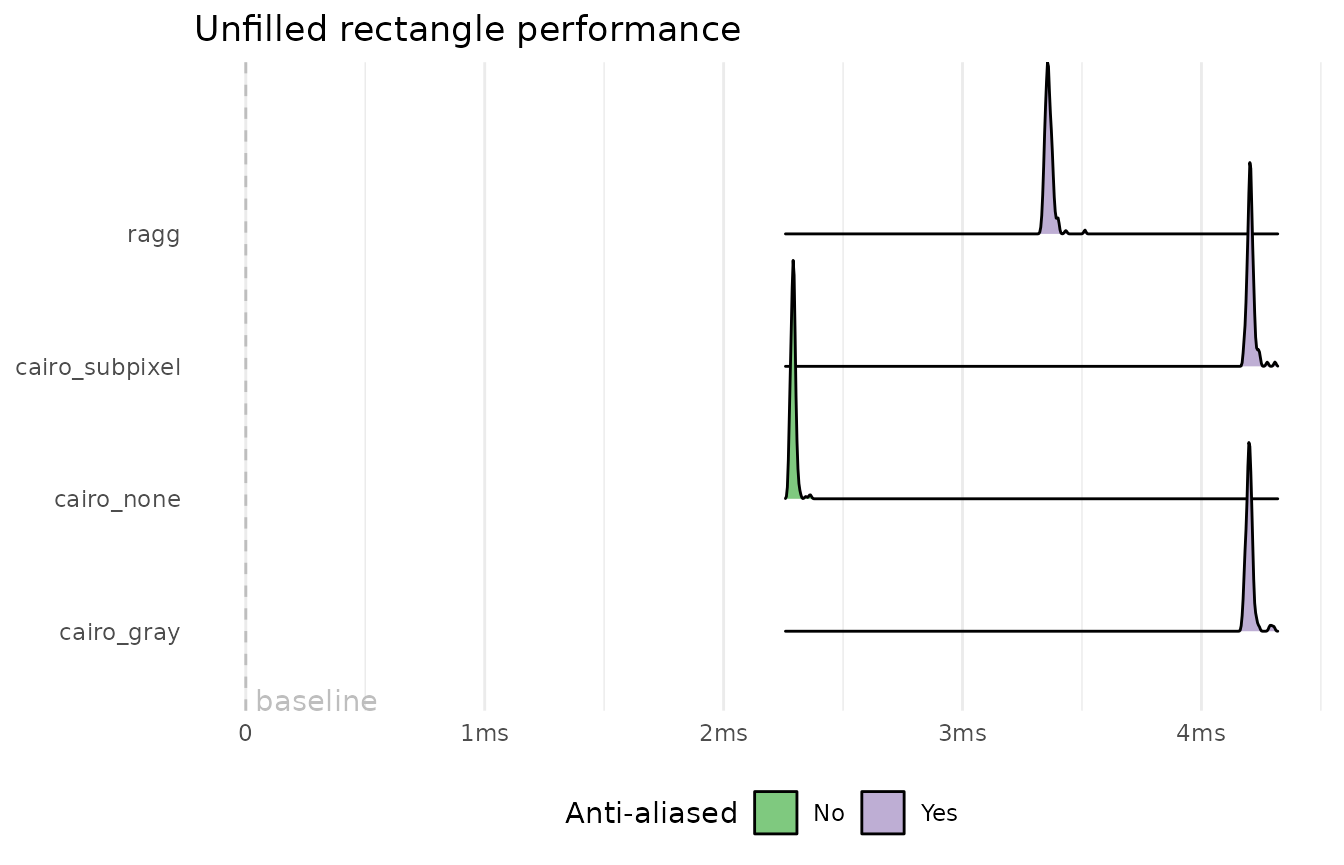 Unfilled rectangle performance
ragg
cairo_subpixel
cairo_none
cairo_gray
baseline
0 1ms 2ms 3ms 4ms
Anti-aliased No Yes